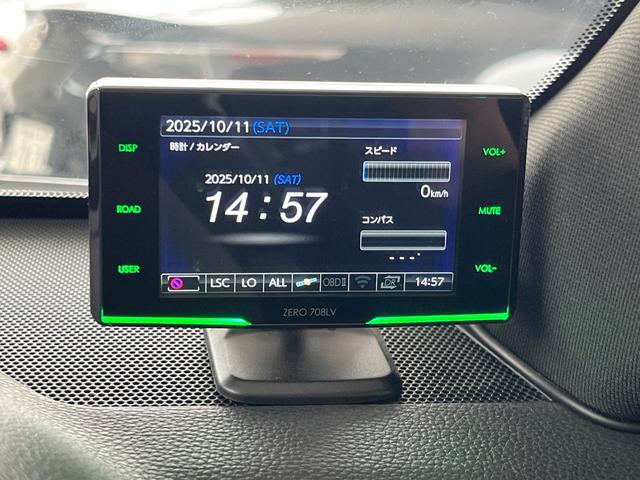 2025/10/11(SAT)
時計 / カレンダー
スピード
2025/10/11 (SAT)
14:57
0km/h
コンパス
---°
DISP
ROAD
USER
VOL+
MUTE
VOL-
LSC LO ALL OBDII DR 14:57
ZERO 708LV